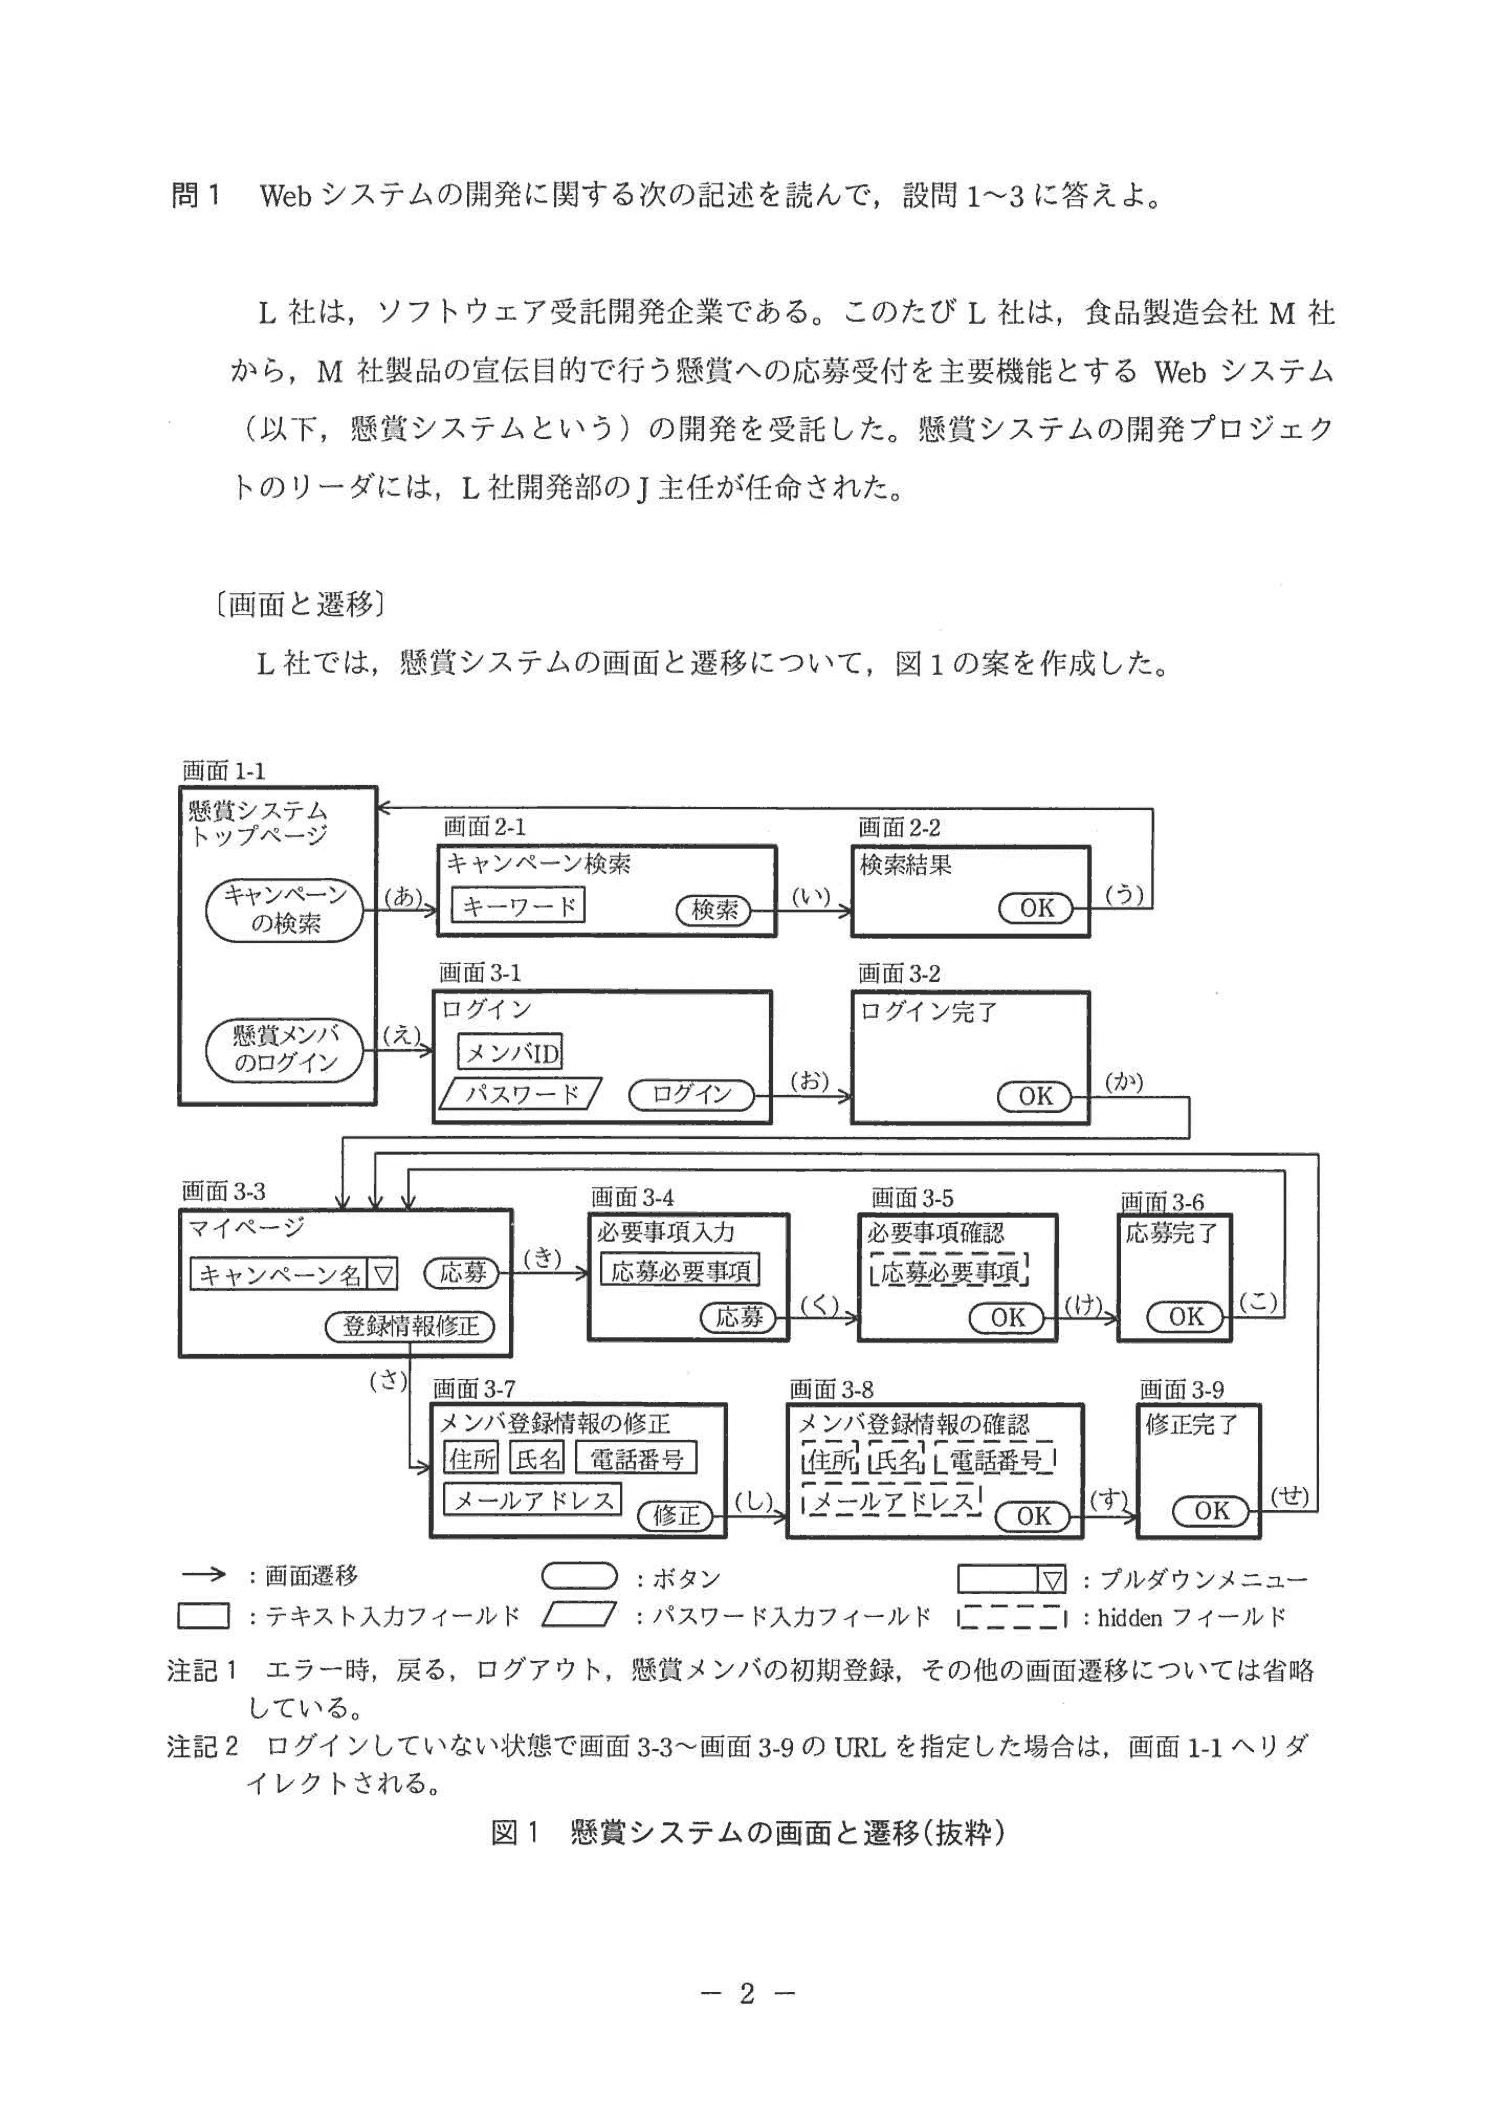 問1　Web システムの開発に関する次の記述を読んで，設問 1～3 に答えよ。
L 社は，ソフトウェア受託開発企業である。このたび L 社は，食品製造会社 M 社
から，M 社製品の宣伝目的で行う懸賞への応募受付を主要機能とする Web システム
（以下，懸賞システムという）の開発を受託した。懸賞システムの開発プロジェク
トのリーダには，L 社開発部の J 主任が任命された。
〔画面と遷移〕
L 社では，懸賞システムの画面と遷移について，図 1 の案を作成した。
画面 1-1
懸賞システム
トップページ
キャンペーン
の検索
(あ)
懸賞メンバ
のログイン
(え)
画面 2-1
キャンペーン検索
キーワード
検索
(い)
画面 2-2
検索結果
OK
(う)
画面 3-1
ログイン
メンバID
パスワード
ログイン
(お)
画面 3-2
ログイン完了
OK
(か)
画面 3-3
マイページ
キャンペーン名 ▽
応募
(き)
登録情報修正
(さ)
画面 3-4
必要事項入力
応募必要事項
応募
(く)
画面 3-5
必要事項確認
応募必要事項
OK
(け)
画面 3-6
応募完了
OK
(こ)
画面 3-7
メンバ登録情報の修正
住所 氏名 電話番号
メールアドレス
修正
(し)
画面 3-8
メンバ登録情報の確認
住所 氏名 電話番号
メールアドレス
OK
(す)
画面 3-9
修正完了
OK
(せ)
：画面遷移 ：ボタン ▽ ：プルダウンメニュー
：テキスト入力フィールド ：パスワード入力フィールド ：hidden フィールド
注記 1　エラー時，戻る，ログアウト，懸賞メンバの初期登録，その他の画面遷移については省略
している。
注記 2　ログインしていない状態で画面 3-3～画面 3-9 の URL を指定した場合は，画面 1-1 へリダ
イレクトされる。
図 1　懸賞システムの画面と遷移（抜粋）
－ 2 －